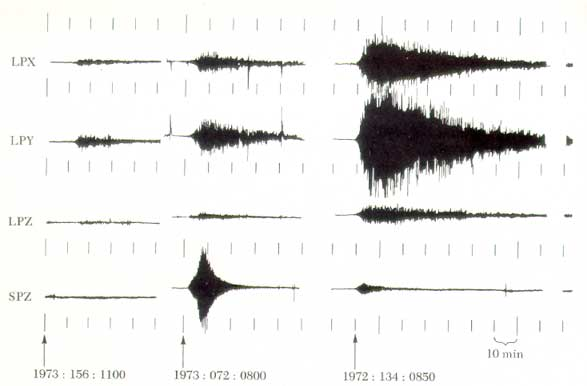 LPX
LPY
LPZ
SPZ
10 min
1973 : 156 : 1100
1973 : 072 : 0800
1972 : 134 : 0850